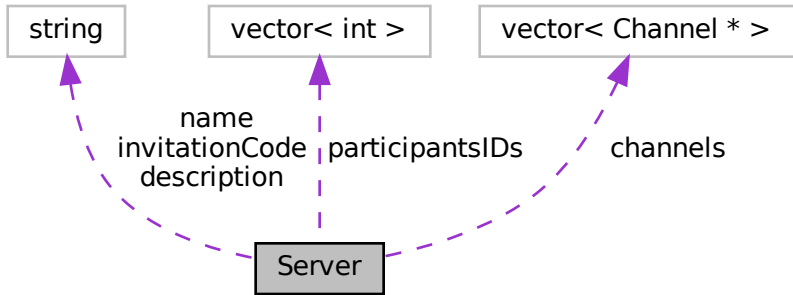 string
vector< int >
vector< Channel * >
name
invitationCode
description
participantsIDs
channels
Server